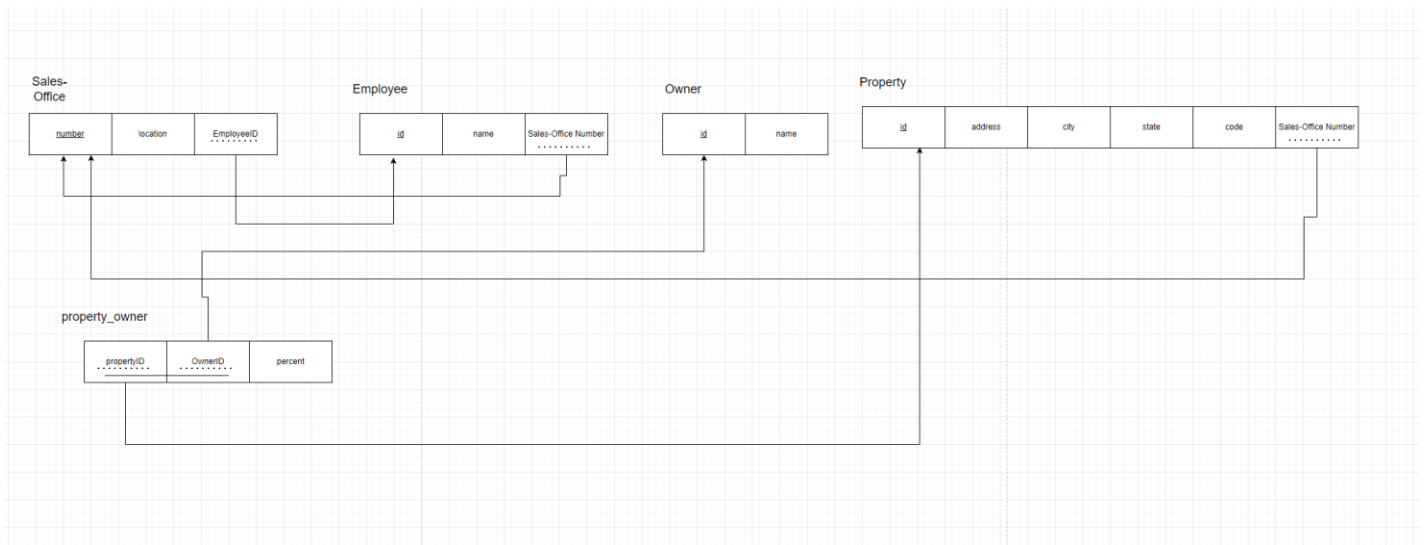 Sales-
Office
Employee
Owner
Property
number location EmployeeID
id name Sales-Office Number
id name
id address city state code Sales-Office Number
property_owner
propertyID OwnerID percent